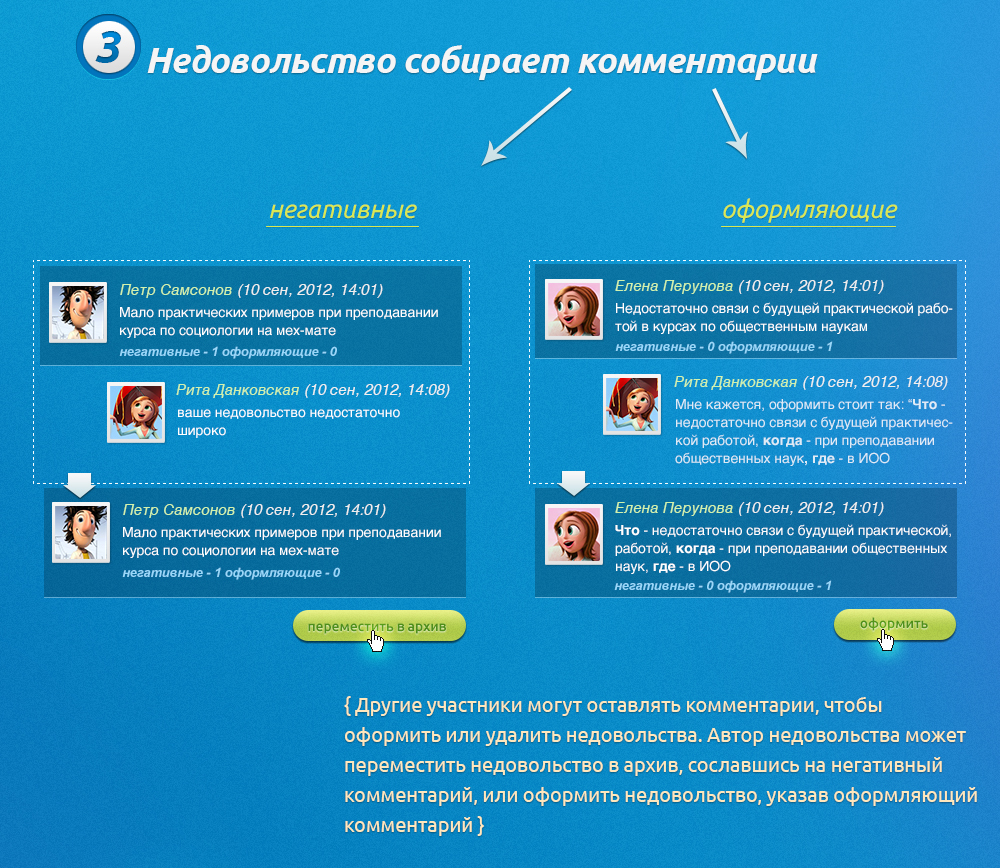 3 Недовольство собирает комментарии
негативные
Петр Самсонов (10 сен, 2012, 14:01)
Мало практических примеров при преподавании
курса по социологии на мех-мате
негативные - 1 оформляющие - 0
Рита Данковская (10 сен, 2012, 14:08)
ваше недовольство недостаточно
широко
Петр Самсонов (10 сен, 2012, 14:01)
Мало практических примеров при преподавании
курса по социологии на мех-мате
негативные - 1 оформляющие - 0
переместить в архив
оформляющие
Елена Перунова (10 сен, 2012, 14:01)
Недостаточно связи с будущей практической рабо-
той в курсах по общественным наукам
негативные - 0 оформляющие - 1
Рита Данковская (10 сен, 2012, 14:08)
Мне кажется, оформить стоит так: "Что -
недостаточно связи с будущей практичес-
кой работой, когда - при преподавании
общественных наук, где - в ИОО
Елена Перунова (10 сен, 2012, 14:01)
Что - недостаточно связи с будущей практической,
работой, когда - при преподавании общественных
наук, где - в ИОО
негативные - 0 оформляющие - 1
оформить
{ Другие участники могут оставлять комментарии, чтобы
оформить или удалить недовольства. Автор недовольства может
переместить недовольство в архив, сославшись на негативный
комментарий, или оформить недовольство, указав оформляющий
комментарий }